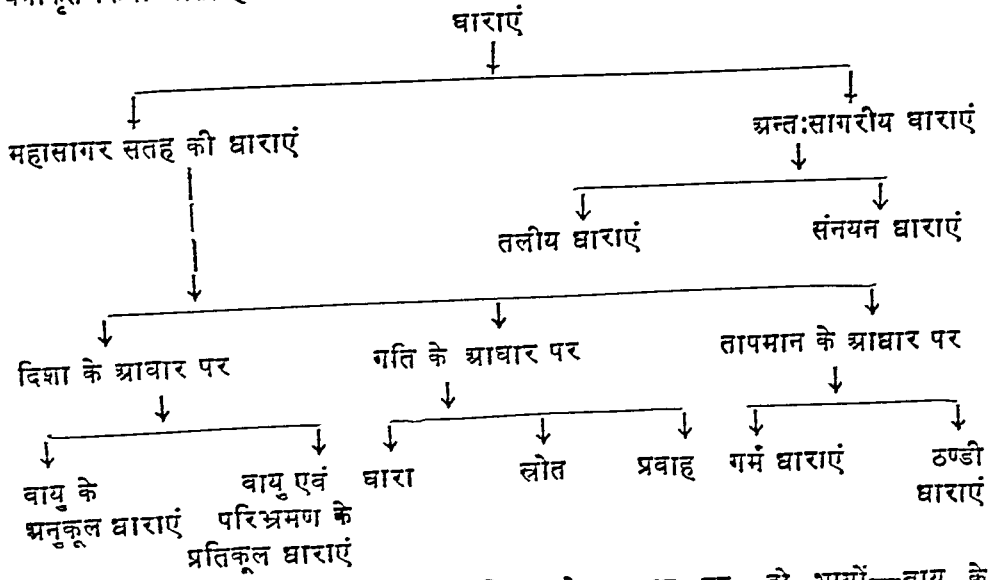 धाराएं
महासागर सतह की धाराएं
अन्त:सागरीय धाराएं
तलीय धाराएं
संनयन धाराएं
दिशा के आधार पर
गति के आधार पर
तापमान के आधार पर
वायु के अनुकूल धाराएं
वायु एवं परिभ्रमण के प्रतिकूल धाराएं
धारा
स्रोत
प्रवाह
गर्म धाराएं
ठण्डी धाराएं